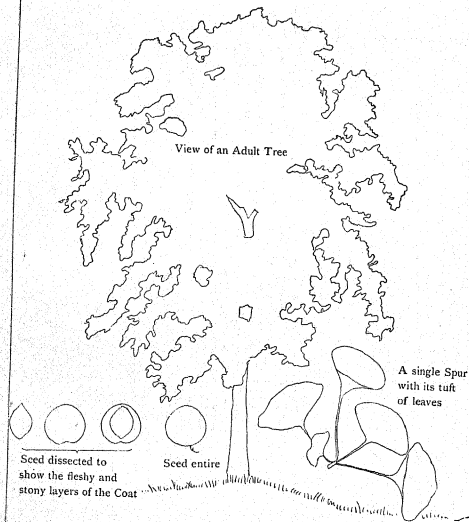 View of an Adult Tree
A single Spur
with its tuft
of leaves
Seed dissected to
show the fleshy and
stony layers of the Coat
Seed entire